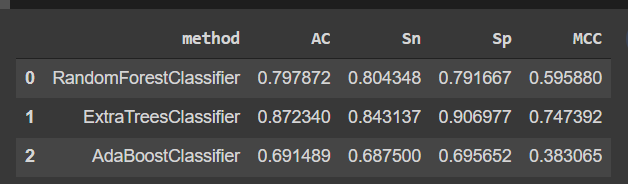 method AC Sn Sp MCC
0 RandomForestClassifier 0.797872 0.804348 0.791667 0.595880
1 ExtraTreesClassifier 0.872340 0.843137 0.906977 0.747392
2 AdaBoostClassifier 0.691489 0.687500 0.695652 0.383065